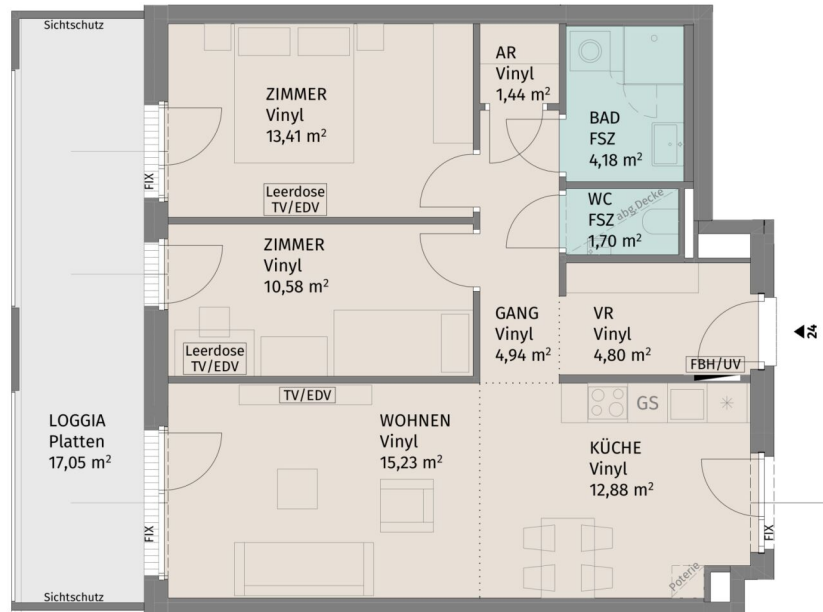 Sichtschutz
ZIMMER
Vinyl
13,41 m²
Leerdose
TV/EDV
AR
Vinyl
1,44 m²
BAD
FSZ
4,18 m²
FIX
WC
FSZ
1,70 m²
abg.Decke
ZIMMER
Vinyl
10,58 m²
Leerdose
TV/EDV
GANG
Vinyl
4,94 m²
VR
Vinyl
4,80 m²
FBH/UV
24
LOGGIA
Platten
17,05 m²
TV/EDV
WOHNEN
Vinyl
15,23 m²
GS
KÜCHE
Vinyl
12,88 m²
FIX
FIX
Poterie
Sichtschutz